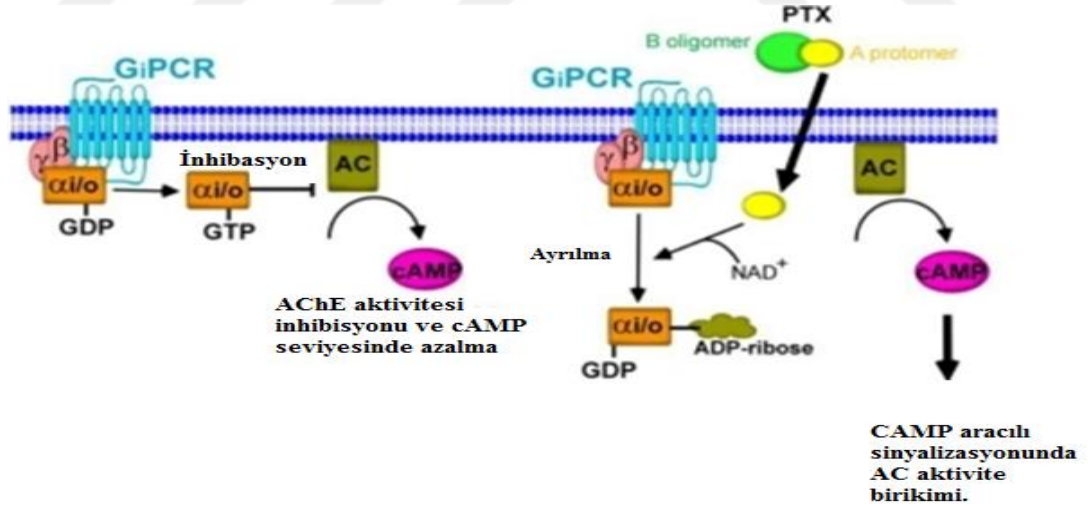 PTX
B oligomer
A protomer
GiPCR
GiPCR
γ β
αi/o
GDP
αi/o
GTP
İnhibasyon
AC
cAMP
AChE aktivitesi
inhibisyonu ve cAMP
seviyesinde azalma
γ β
αi/o
Ayrılma
NAD+
αi/o
GDP
ADP-ribose
AC
cAMP
CAMP aracılı
sinyalizasyonunda
AC aktivite
birikimi.